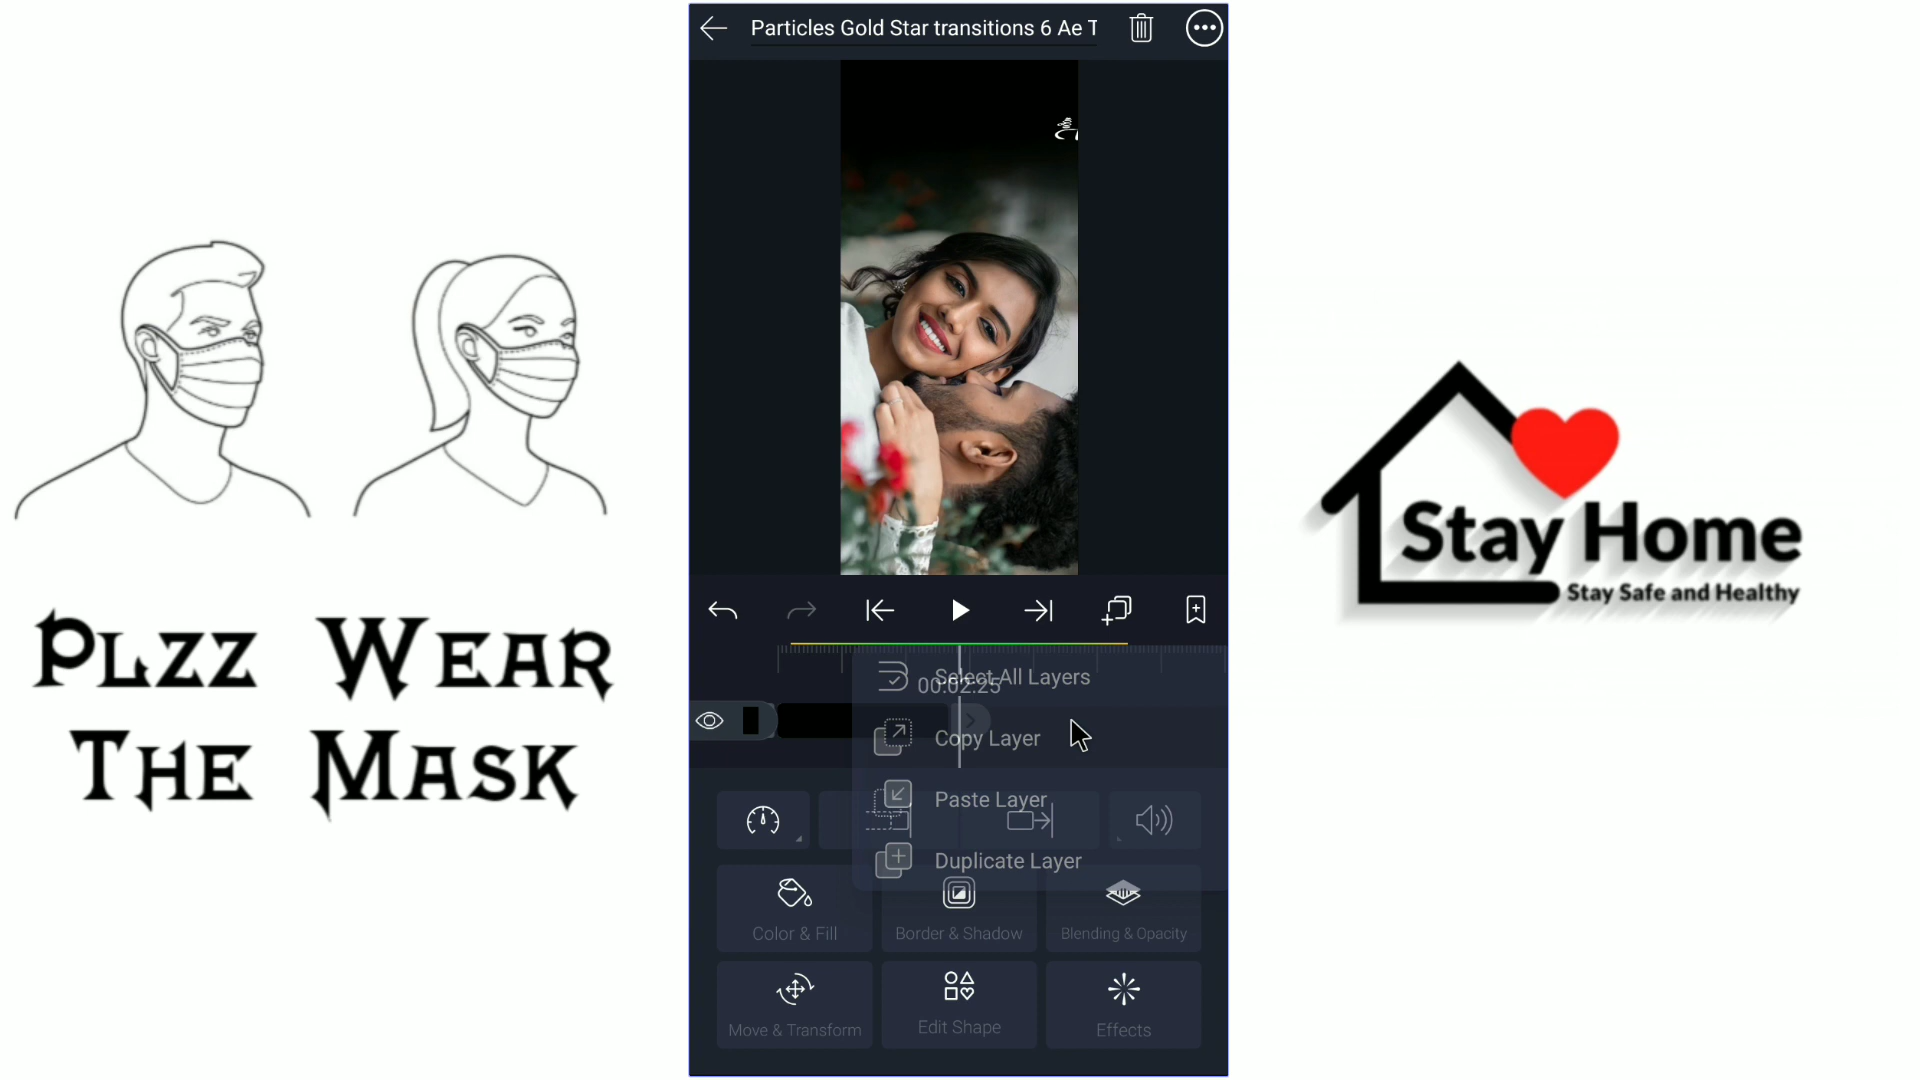 Particles Gold Star transitions 6 Ae T
Select All Layers
00:02:25
Copy Layer
Paste Layer
Duplicate Layer
Color & Fill
Border & Shadow
Blending & Opacity
Move & Transform
Edit Shape
Effects
Plzz Wear
The Mask
Stay Home
Stay Safe and Healthy